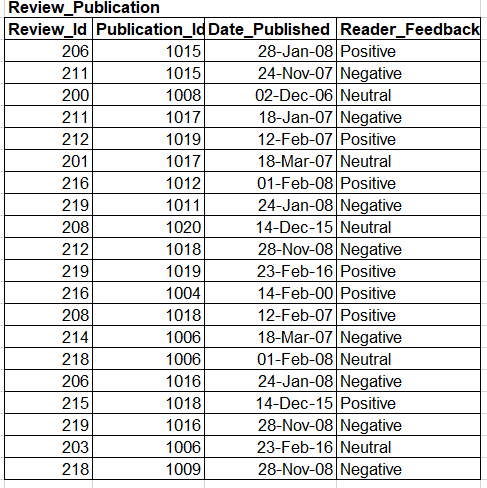 Review_Publication
Review_Id Publication_Id Date_Published Reader_Feedback
206 1015 28-Jan-08 Positive
211 1015 24-Nov-07 Negative
200 1008 02-Dec-06 Neutral
211 1017 18-Jan-07 Negative
212 1019 12-Feb-07 Positive
201 1017 18-Mar-07 Neutral
216 1012 01-Feb-08 Positive
219 1011 24-Jan-08 Negative
208 1020 14-Dec-15 Neutral
212 1018 28-Nov-08 Negative
219 1019 23-Feb-16 Positive
216 1004 14-Feb-00 Positive
208 1018 12-Feb-07 Positive
214 1006 18-Mar-07 Negative
218 1006 01-Feb-08 Neutral
206 1016 24-Jan-08 Negative
215 1018 14-Dec-15 Positive
219 1016 28-Nov-08 Negative
203 1006 23-Feb-16 Neutral
218 1009 28-Nov-08 Negative